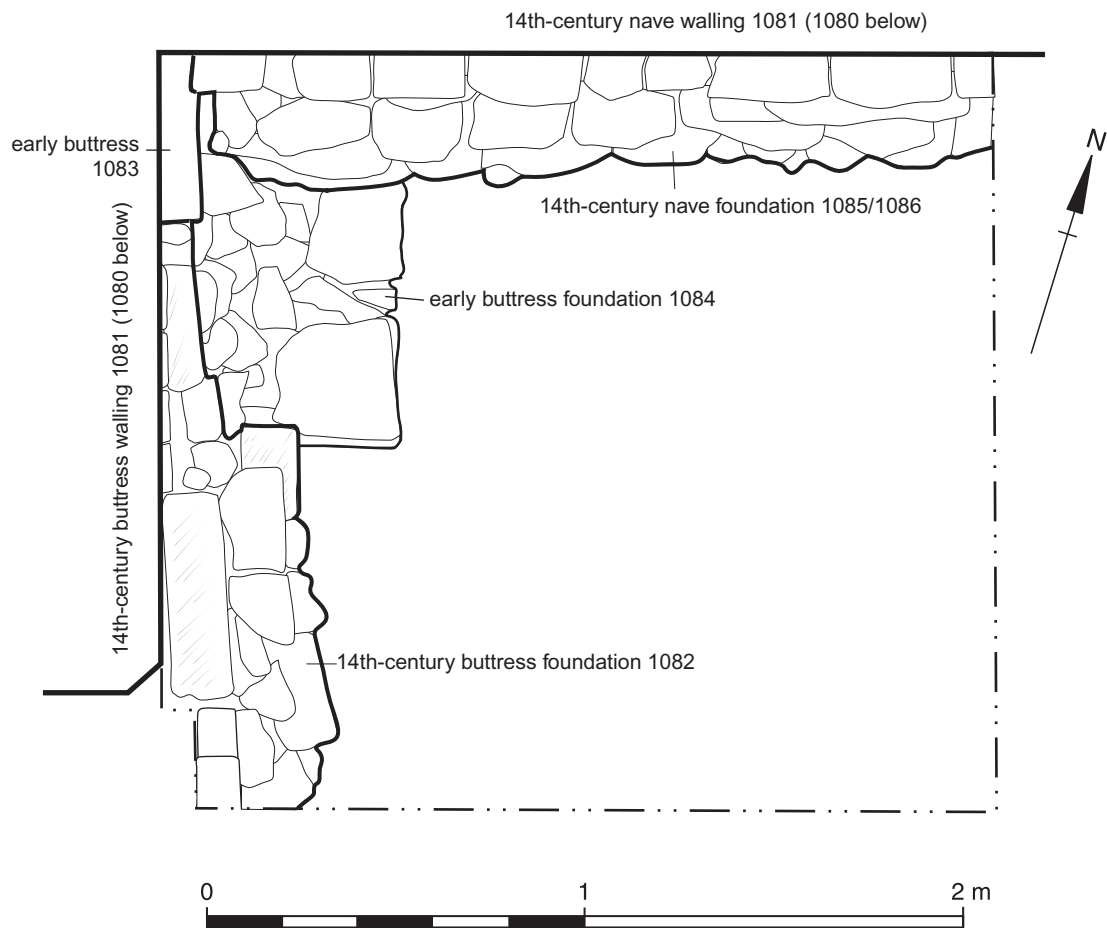 14th-century nave walling 1081 (1080 below)
early buttress
1083
N
14th-century nave foundation 1085/1086
14th-century buttress walling 1081 (1080 below)
early buttress foundation 1084
14th-century buttress foundation 1082
0
1
2 m